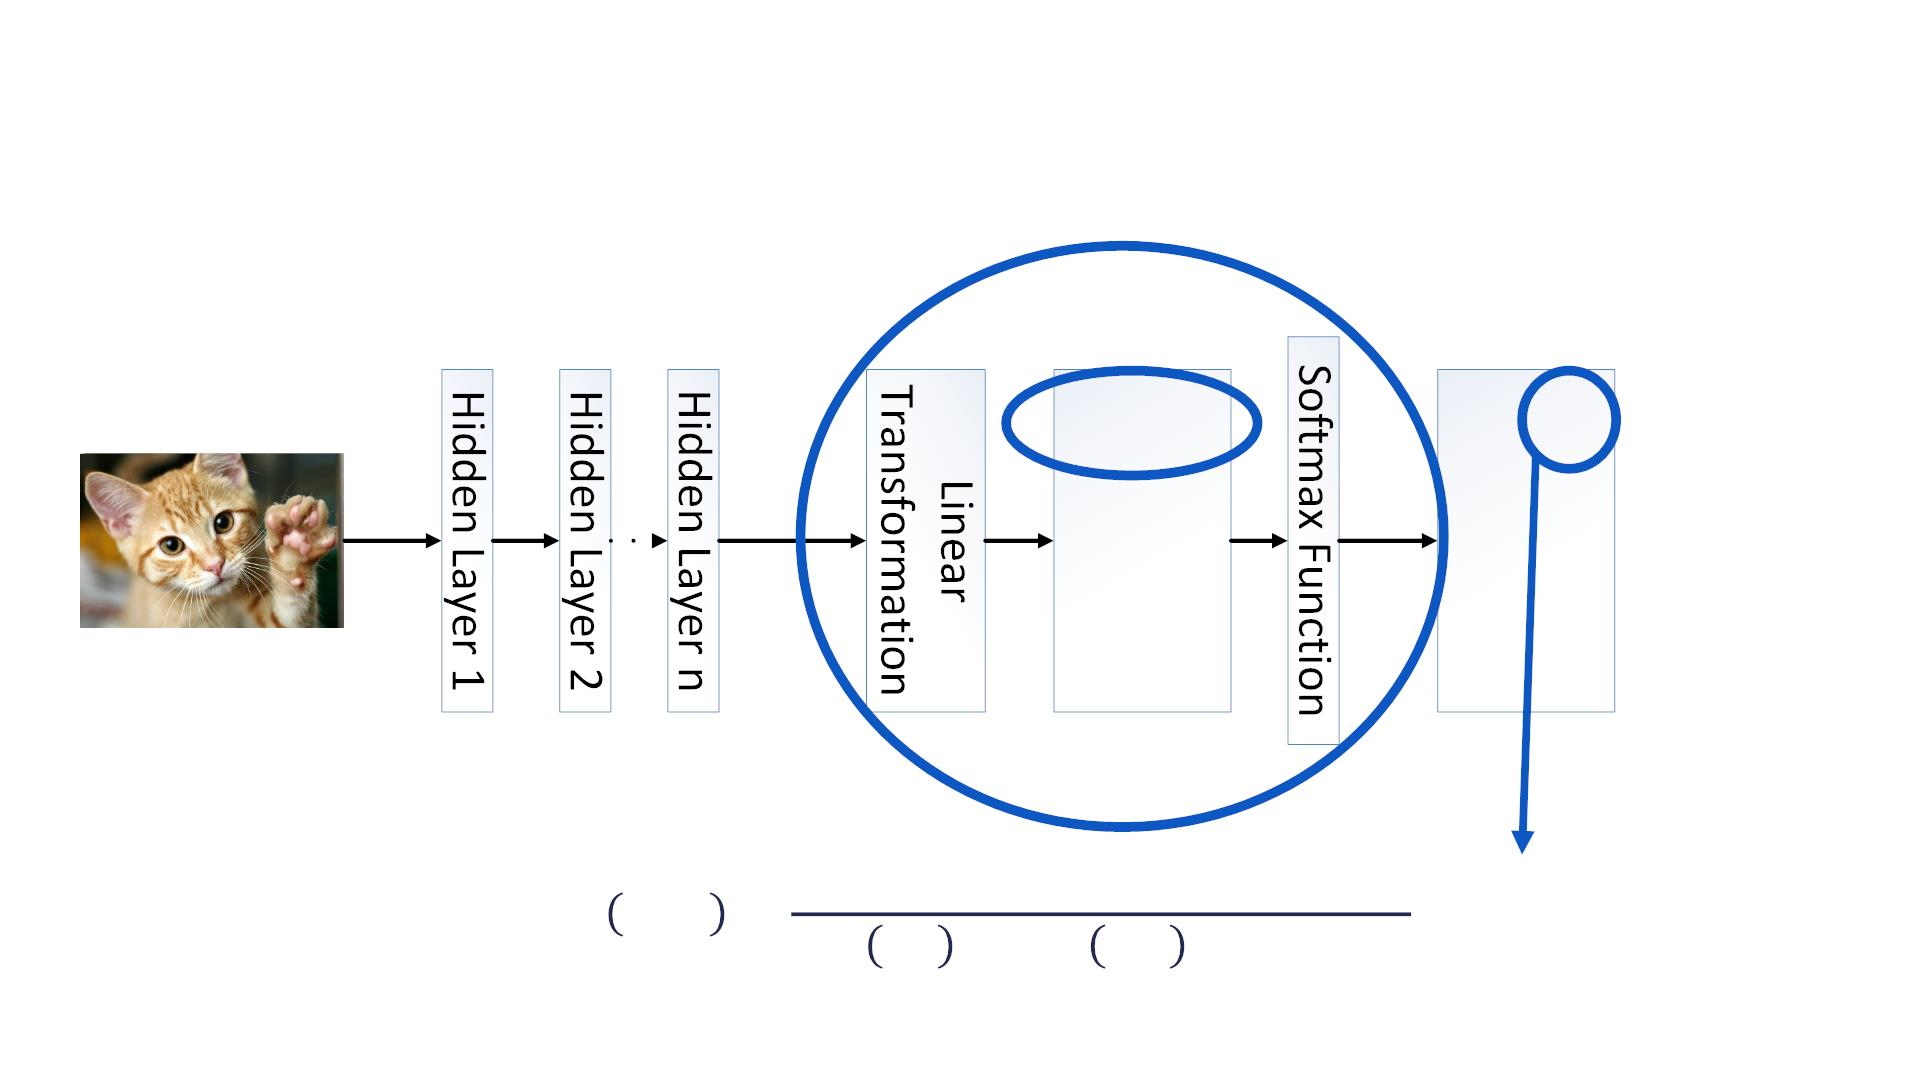 Hidden Layer 1
Hidden Layer 2
. .
Hidden Layer n
Linear
Transformation
Softmax Function
( )
( ) ( )